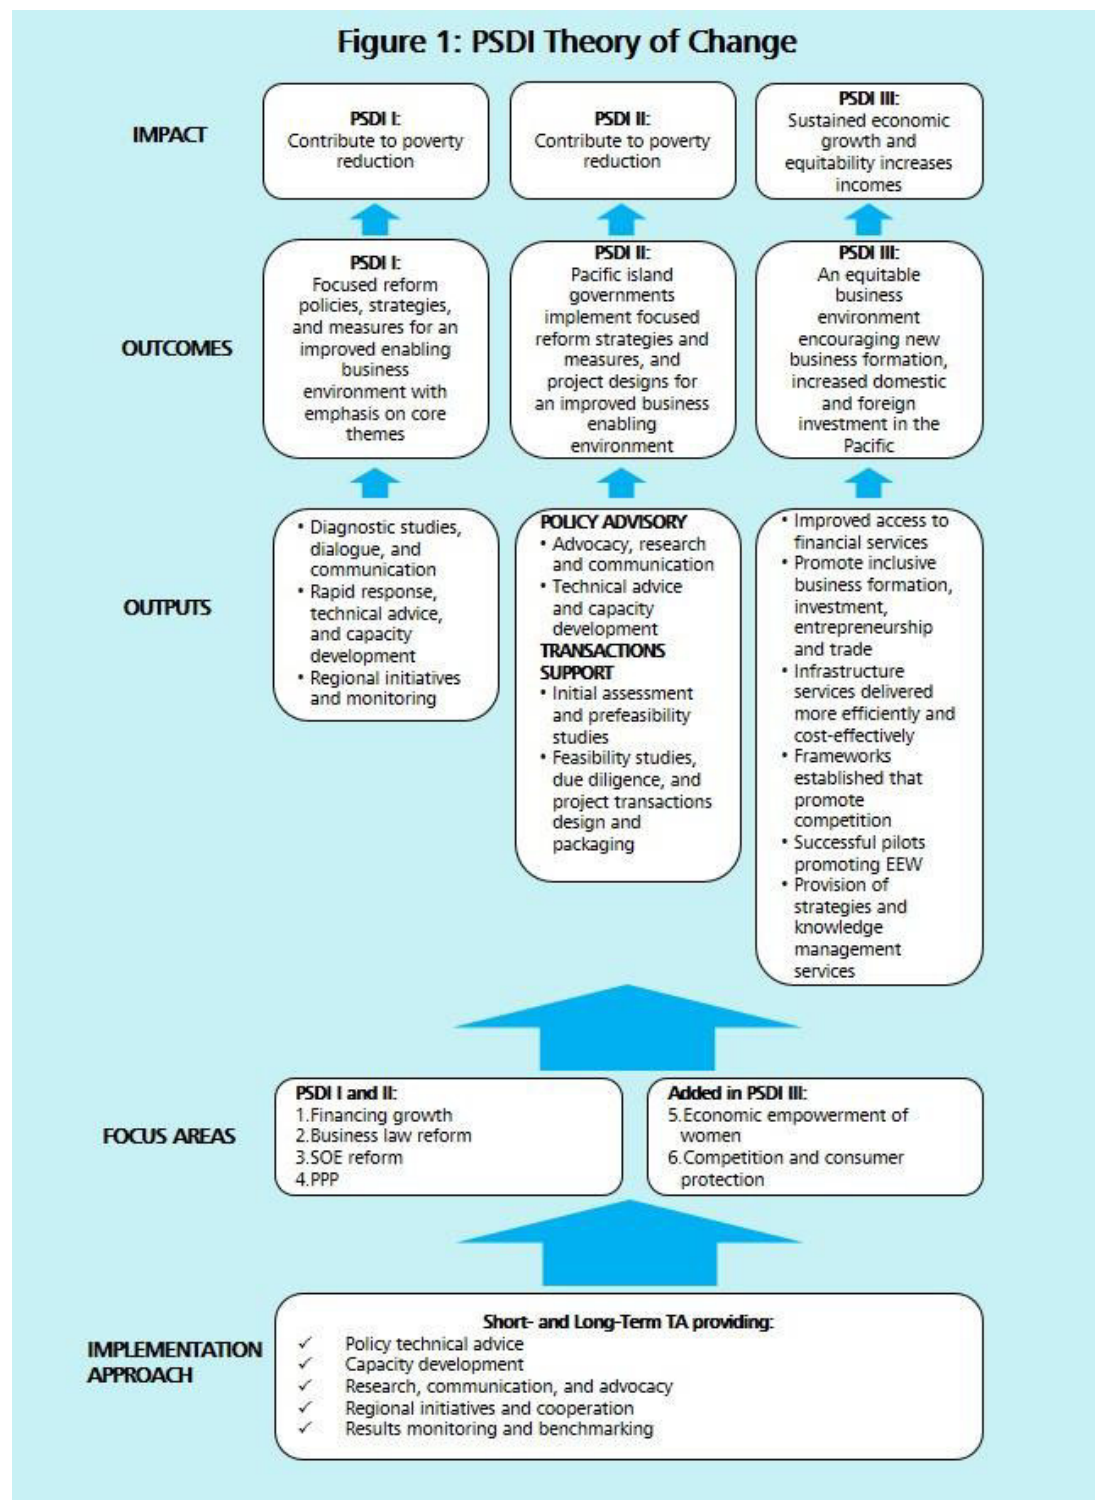 Figure 1: PSDI Theory of Change
IMPACT
PSDI I:
Contribute to poverty
reduction
PSDI II:
Contribute to poverty
reduction
PSDI III:
Sustained economic
growth and
equitability increases
incomes
OUTCOMES
PSDI I:
Focused reform
policies, strategies,
and measures for an
improved enabling
business
environment with
emphasis on core
themes
PSDI II:
Pacific island
governments
implement focused
reform strategies and
measures, and
project designs for
an improved business
enabling
environment
PSDI III:
An equitable
business
environment
encouraging new
business formation,
increased domestic
and foreign
investment in the
Pacific
OUTPUTS
• Diagnostic studies,
dialogue, and
communication
• Rapid response,
technical advice,
and capacity
development
• Regional initiatives
and monitoring
POLICY ADVISORY
• Advocacy, research
and communication
• Technical advice
and capacity
development
TRANSACTIONS
SUPPORT
• Initial assessment
and prefeasibility
studies
• Feasibility studies,
due diligence, and
project transactions
design and
packaging
• Improved access to
financial services
• Promote inclusive
business formation,
investment,
entrepreneurship
and trade
• Infrastructure
services delivered
more efficiently and
cost-effectively
• Frameworks
established that
promote
competition
• Successful pilots
promoting EEW
• Provision of
strategies and
knowledge
management
services
FOCUS AREAS
PSDI I and II:
1.Financing growth
2.Business law reform
3.SOE reform
4.PPP
Added in PSDI III:
5.Economic empowerment of
women
6.Competition and consumer
protection
IMPLEMENTATION
APPROACH
Short- and Long-Term TA providing:
✓ Policy technical advice
✓ Capacity development
✓ Research, communication, and advocacy
✓ Regional initiatives and cooperation
✓ Results monitoring and benchmarking